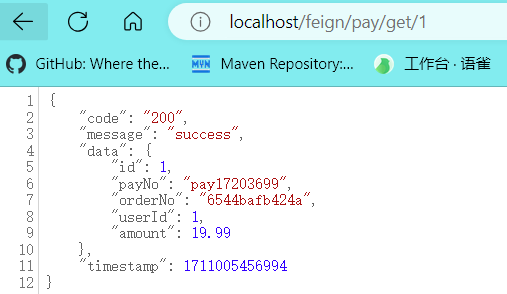 localhost/feign/pay/get/1
GitHub: Where the... MVN Maven Repository:... 工作台 · 语雀
1 {
2 "code": "200",
3 "message": "success",
4 "data": {
5 "id": 1,
6 "payNo": "pay17203699",
7 "orderNo": "6544bafb424a",
8 "userId": 1,
9 "amount": 19.99
10 },
11 "timestamp": 1711005456994
12 }